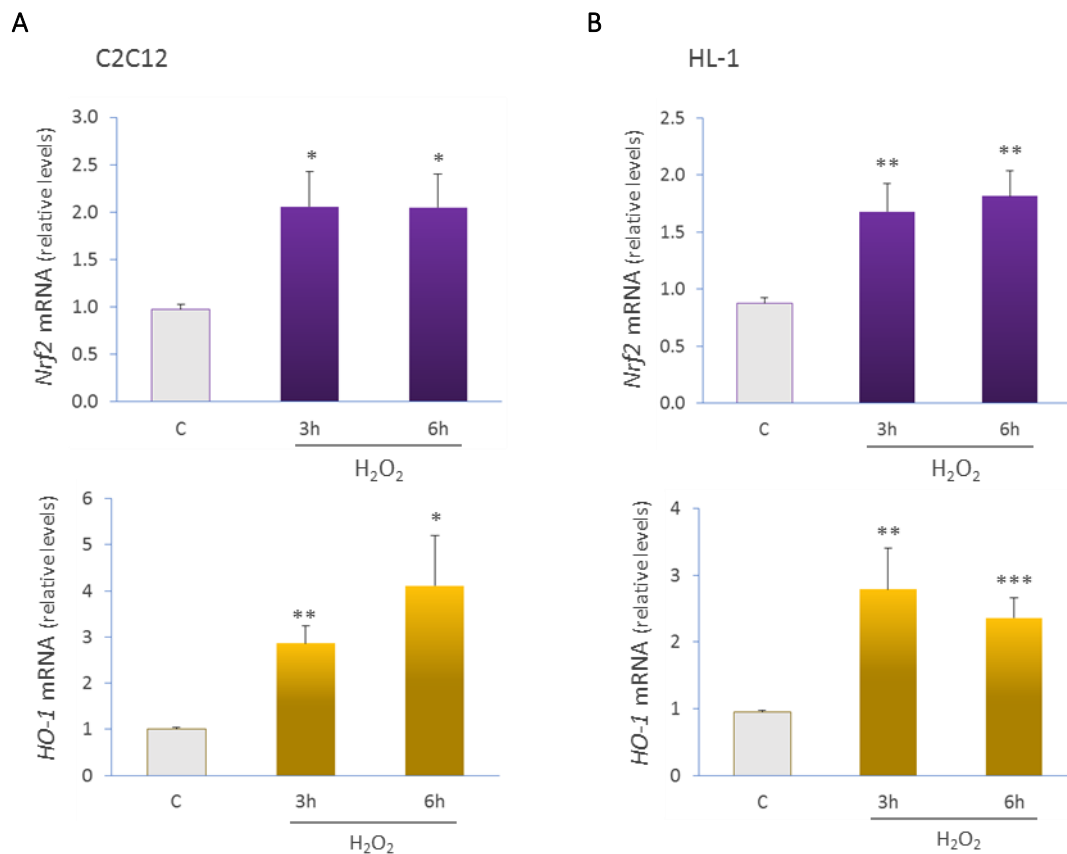 A
C2C12
Nrf2 mRNA (relative levels)
3.0
2.5
2.0
1.5
1.0
0.5
0.0
*
*
C
3h
6h
H₂O₂
HO-1 mRNA (relative levels)
6
5
4
3
2
1
0
**
*
C
3h
6h
H₂O₂
B
HL-1
Nrf2 mRNA (relative levels)
2.5
2.0
1.5
1.0
0.5
0.0
**
**
C
3h
6h
H₂O₂
HO-1 mRNA (relative levels)
4
3
2
1
0
**
***
C
3h
6h
H₂O₂